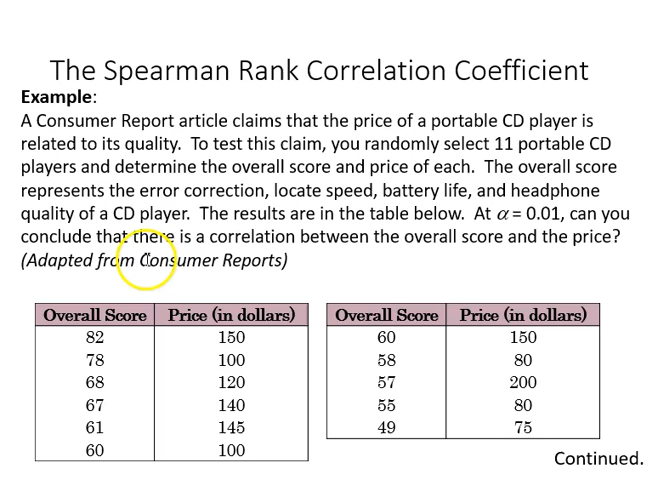 The Spearman Rank Correlation Coefficient
Example:
A Consumer Report article claims that the price of a portable CD player is
related to its quality.  To test this claim, you randomly select 11 portable CD
players and determine the overall score and price of each.  The overall score
represents the error correction, locate speed, battery life, and headphone
quality of a CD player.  The results are in the table below.  At α = 0.01, can you
conclude that there is a correlation between the overall score and the price?
(Adapted from Consumer Reports)
Overall Score Price (in dollars)
82 150
78 100
68 120
67 140
61 145
60 100
Overall Score Price (in dollars)
60 150
58 80
57 200
55 80
49 75
Continued.